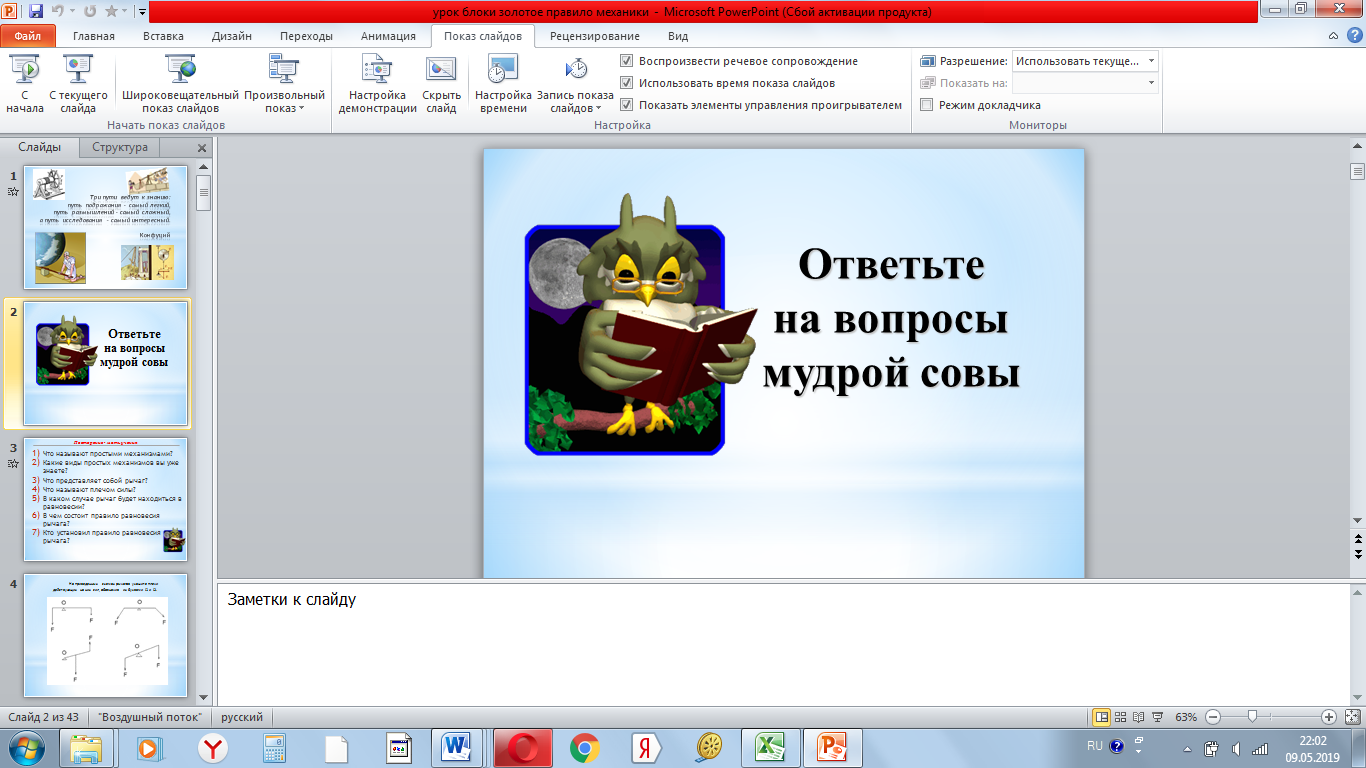 урок блоки золотое правило механики - Microsoft PowerPoint (Сбой активации продукта)
Файл Главная Вставка Дизайн Переходы Анимация Показ слайдов Рецензирование Вид
С начала
С текущего слайда
Широковещательный показ слайдов
Произвольный показ
Начать показ слайдов
Настройка демонстрации
Скрыть слайд
Настройка времени
Запись показа слайдов
Воспроизвести речевое сопровождение
Использовать время показа слайдов
Показать элементы управления проигрывателем
Настройка
Разрешение: Использовать текуще...
Показать на:
Режим докладчика
Мониторы
Слайды Структура
1
Три пути ведут к знанию:
путь подражания - самый легкий,
путь размышлений - самый сложный,
а путь исследования - самый интересный.
Конфуций
2
Ответьте
на вопросы
мудрой совы
3
1) Что называют простыми механизмами?
2) Какие виды простых механизмов вы уже
знаете?
3) Что представляет собой рычаг?
4) Что называют плечом силы?
5) В каком случае рычаг будет находиться в
равновесии?
6) В чем состоит правило равновесия
рычага?
7) Кто установил правило равновесия
рычага?
4
O O
F F F F
O F O
F F F
Ответьте
на вопросы
мудрой совы
Заметки к слайду
Слайд 2 из 43 "Воздушный поток" русский 63%
RU 22:02
09.05.2019